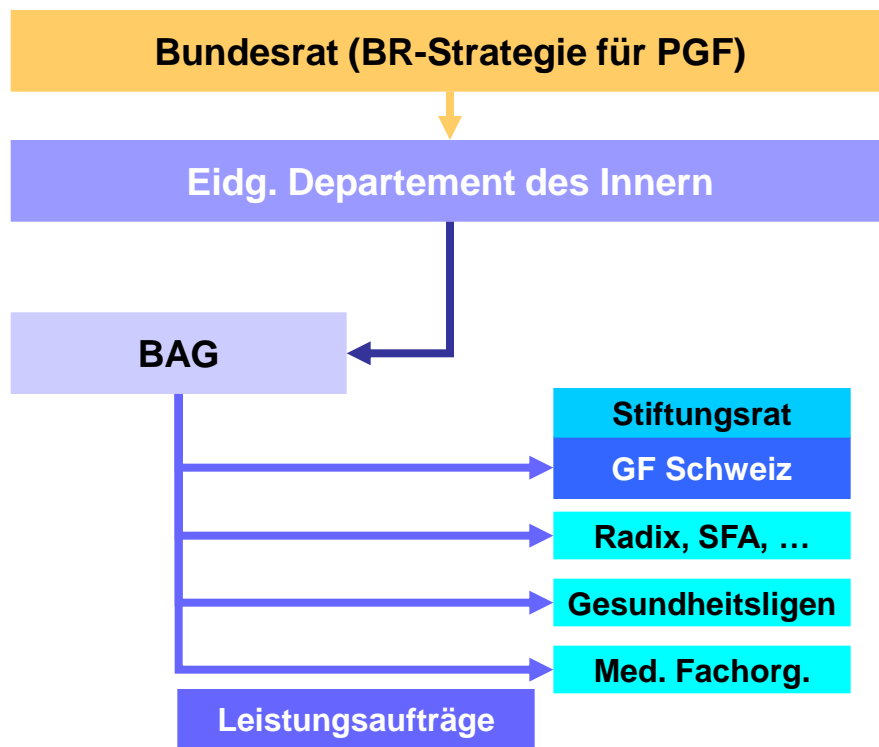 Bundesrat (BR-Strategie für PGF)
Eidg. Departement des Innern
BAG
Stiftungsrat
GF Schweiz
Radix, SFA, …
Gesundheitsligen
Med. Fachorg.
Leistungsaufträge